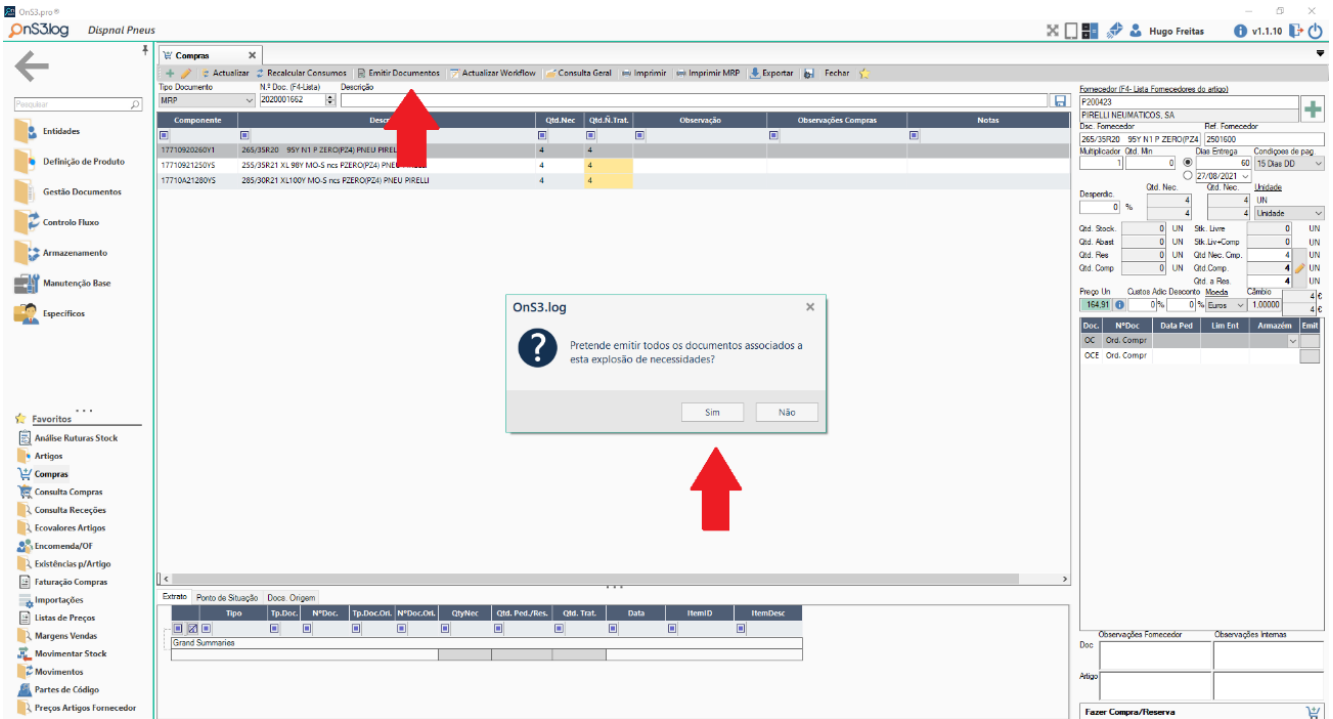 OnS3.pro®
OnS3log Dispnal Pneus
Hugo Freitas v1.1.10
Compras
Actualizar Recalcular Consumos Emitir Documentos Actualizar Workflow Consulta Geral Imprimir Imprimir MRP Exportar Fechar
Tipo Documento N.º Doc. (F4-Lista) Descrição
MRP 2020001662
Pesquisar
Entidades
Definição de Produto
Gestão Documentos
Controlo Fluxo
Armazenamento
Manutenção Base
Específicos
Favoritos
Análise Ruturas Stock
Artigos
Compras
Consulta Compras
Consulta Receções
Ecovalores Artigos
Encomenda/OF
Existências p/Artigo
Faturação Compras
Importações
Listas de Preços
Margens Vendas
Movimentar Stock
Movimentos
Partes de Código
Preços Artigos Fornecedor
Componente Descr Qtd.Nec Qtd.Ñ.Trat. Observação Observações Compras Notas
17710920260Y1 265/35R20 95Y N1 P ZERO(PZ4) PNEU PIREL 4 4
17710921250YS 255/35R21 XL 98Y MO-S ncs PZERO(PZ4) PNEU PIRELLI 4 4
17710A21280YS 285/30R21 XL100Y MO-S ncs PZERO(PZ4) PNEU PIRELLI 4 4
OnS3.log
Pretende emitir todos os documentos associados a
esta explosão de necessidades?
Sim Não
Extrato Ponto de Situação Docs. Origem
Tipo Tp.Doc. NºDoc. Tp.Doc.Ori. NºDoc.Ori. QtyNec Qtd. Ped./Res. Qtd. Trat. Data ItemID ItemDesc
Grand Summaries
Fornecedor (F4- Lista Fornecedores do artigo)
P200423
PIRELLI NEUMATICOS, SA
Dsc. Fornecedor Ref. Fornecedor
265/35R20 95Y N1 P ZERO(PZ4 2501600
Multiplicador Qtd. Min Dias Entrega Condigoes de pag
1 0 60 15 Dias DD
27/08/2021
Desperdic. Qtd. Nec. Qtd. Nec. Unidade
0 % 4 4 UN
4 4 Unidade
Qtd. Stock. 0 UN Stk. Livre 0 UN
Qtd. Abast 0 UN Stk.Liv+Comp 0 UN
Qtd. Res 0 UN Qtd Nec. Cmp. 4 UN
Qtd. Comp 0 UN Qtd.Comp. 4 UN
Qtd. a Res. 4 UN
Preço Un Custos Adic Desconto Moeda Câmbio 4 €
164,91 0 % 0 % Euros 1.00000 4 €
Doc. NºDoc Data Ped Lim Ent Armazém Emit
OC Ord. Compr
OCE Ord. Compr
Observações Fornecedor Observações Internas
Doc
Artigo
Fazer Compra/Reserva